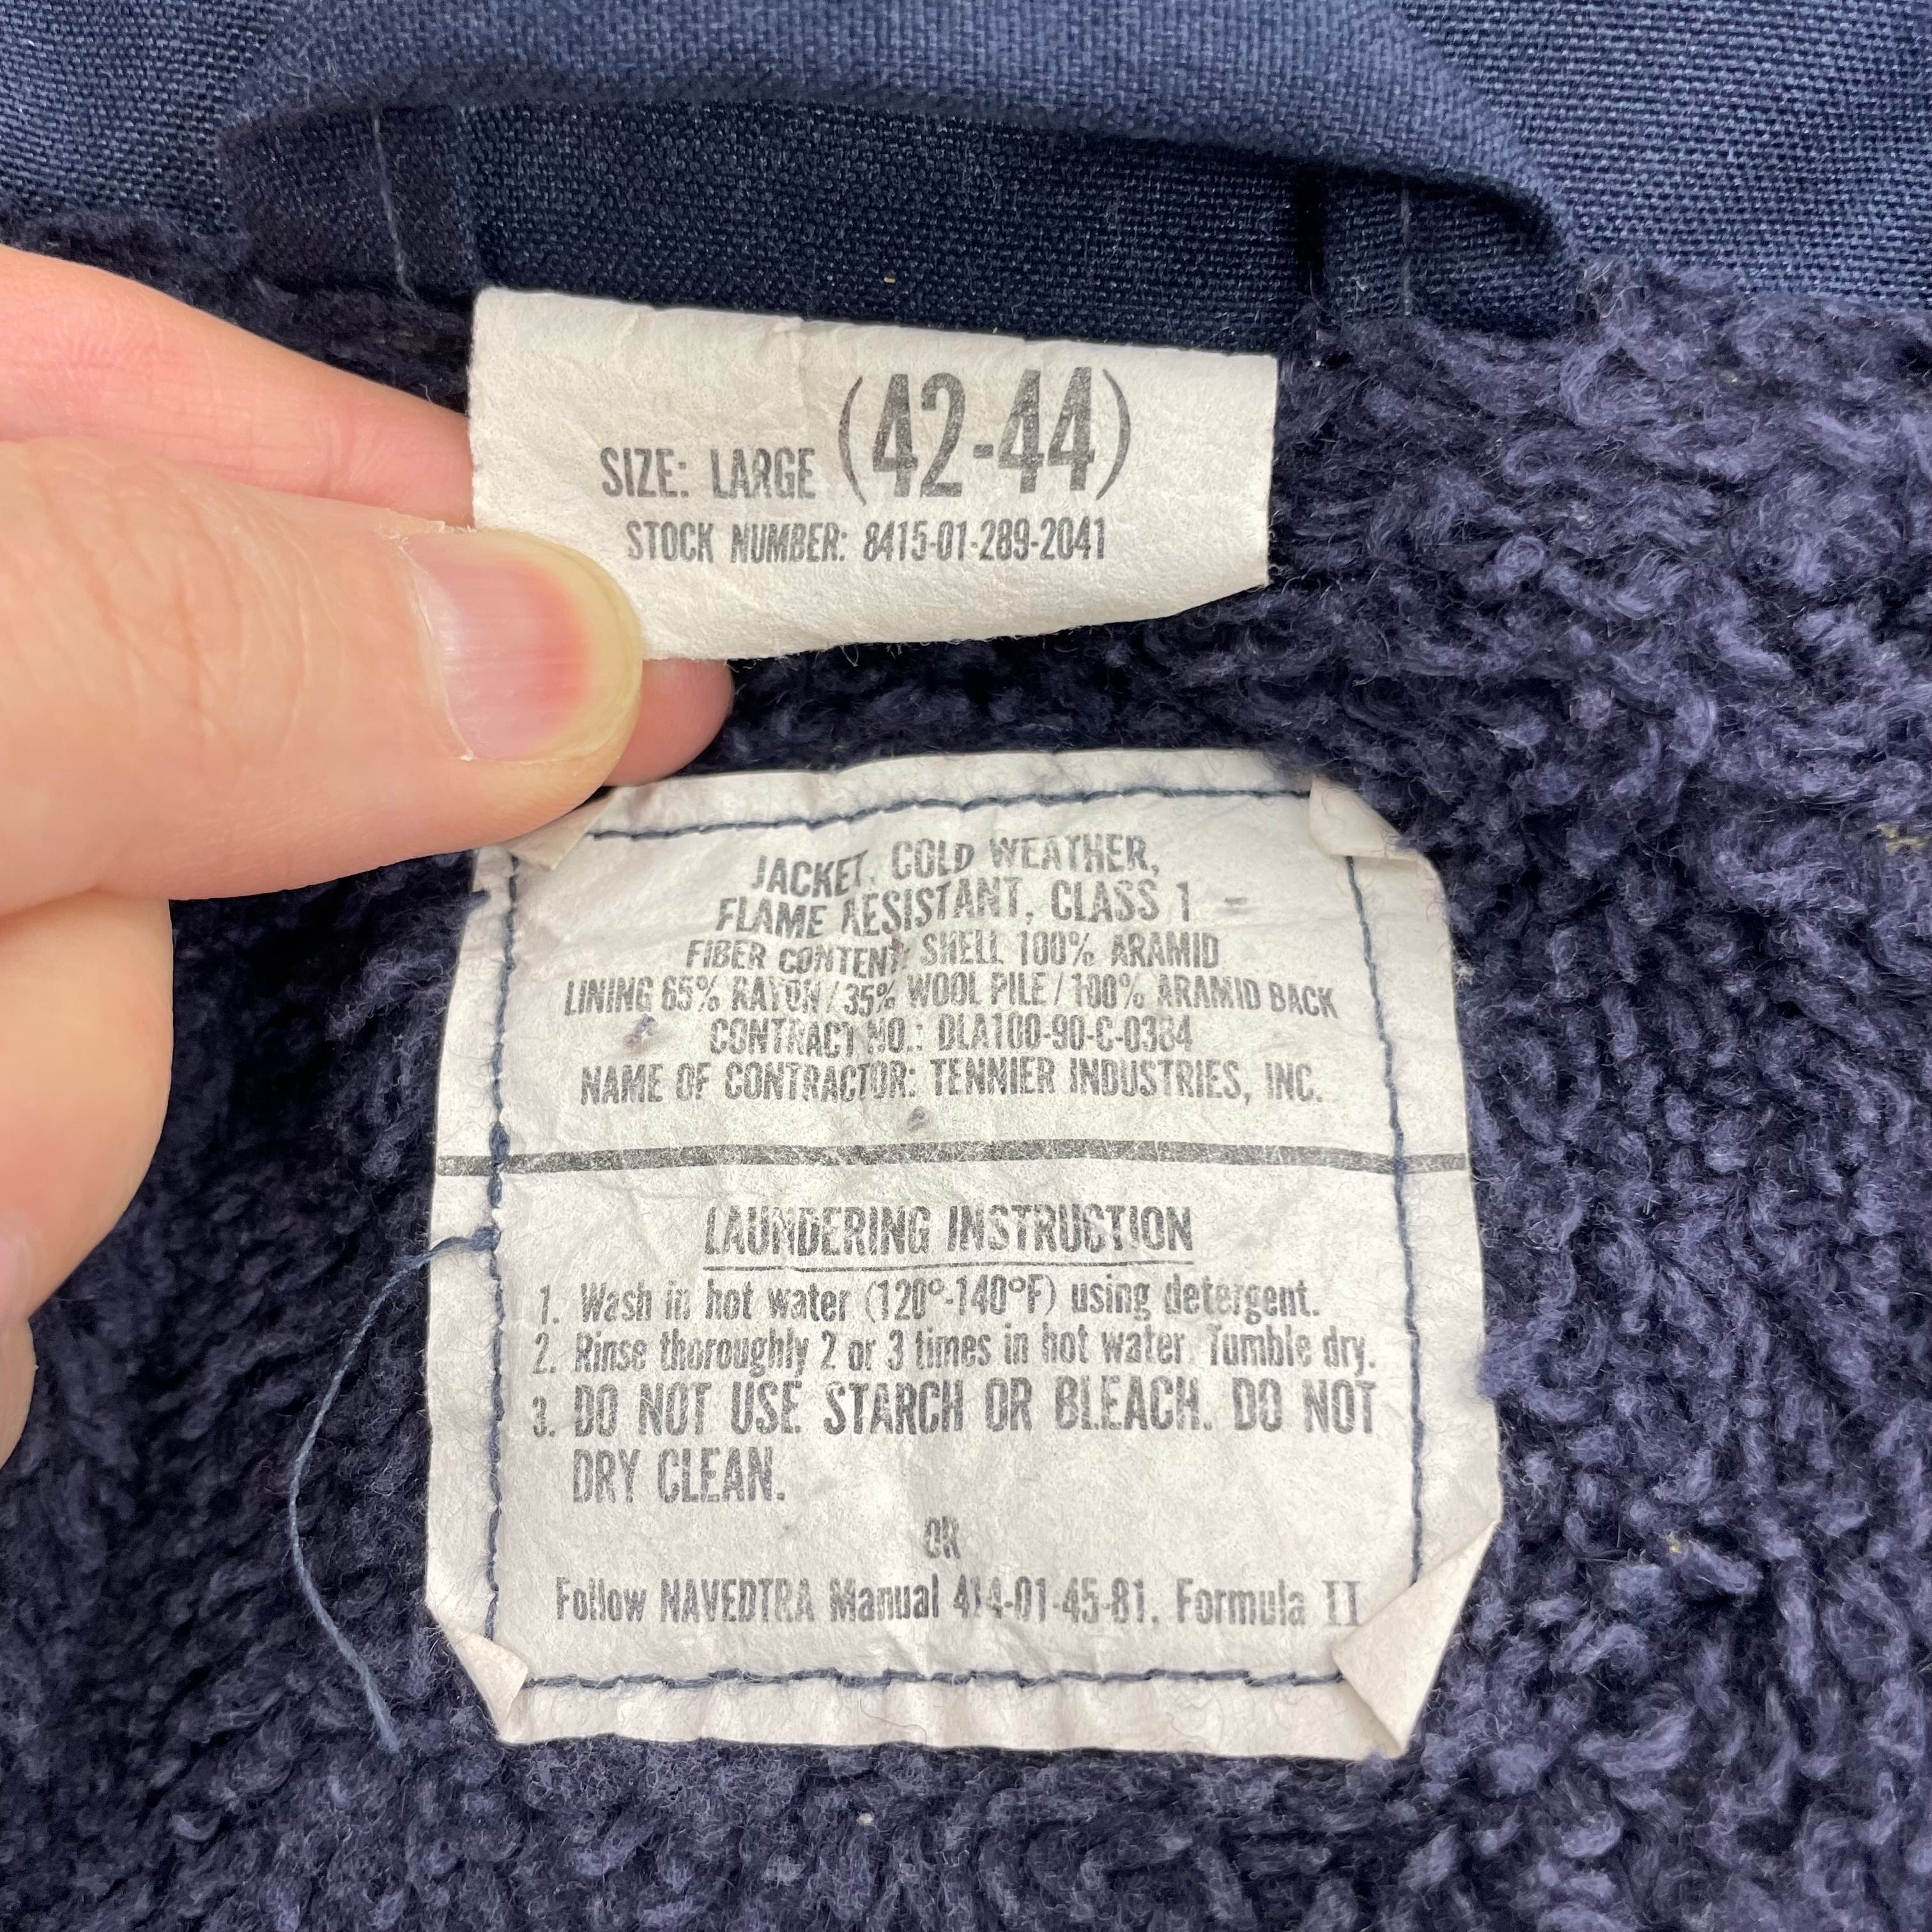 SIZE: LARGE (42-44)
STOCK NUMBER: 8415-01-289-2041
JACKET, COLD WEATHER,
FLAME RESISTANT, CLASS 1
FIBER CONTENT: SHELL 100% ARAMID
LINING 65% RAYON / 35% WOOL PILE / 100% ARAMID BACK
CONTRACT NO.: DLA100-90-C-0364
NAME OF CONTRACTOR: TENNIER INDUSTRIES, INC.
LAUNDERING INSTRUCTION
1. Wash in hot water (120°-140°F) using detergent.
2. Rinse thoroughly 2 or 3 times in hot water. Tumble dry.
3. DO NOT USE STARCH OR BLEACH. DO NOT
DRY CLEAN.
OR
Follow NAVEDTRA Manual 414-01-45-81, Formula II